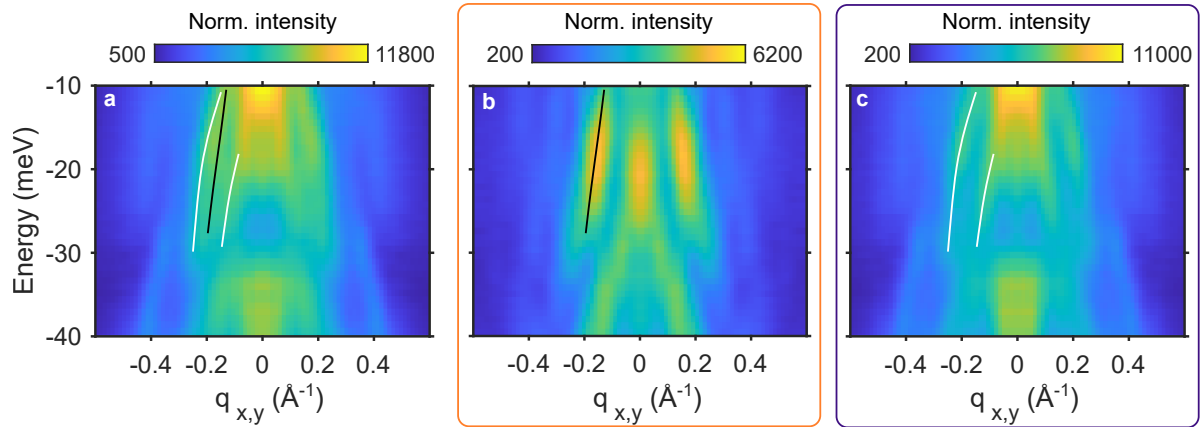 Norm. intensity Norm. intensity Norm. intensity
500 11800 200 6200 200 11000
a b c
-10
-20
-30
-40
Energy (meV)
-0.4 -0.2 0 0.2 0.4 -0.4 -0.2 0 0.2 0.4 -0.4 -0.2 0 0.2 0.4
q x,y (Å-1) q x,y (Å-1) q x,y (Å-1)